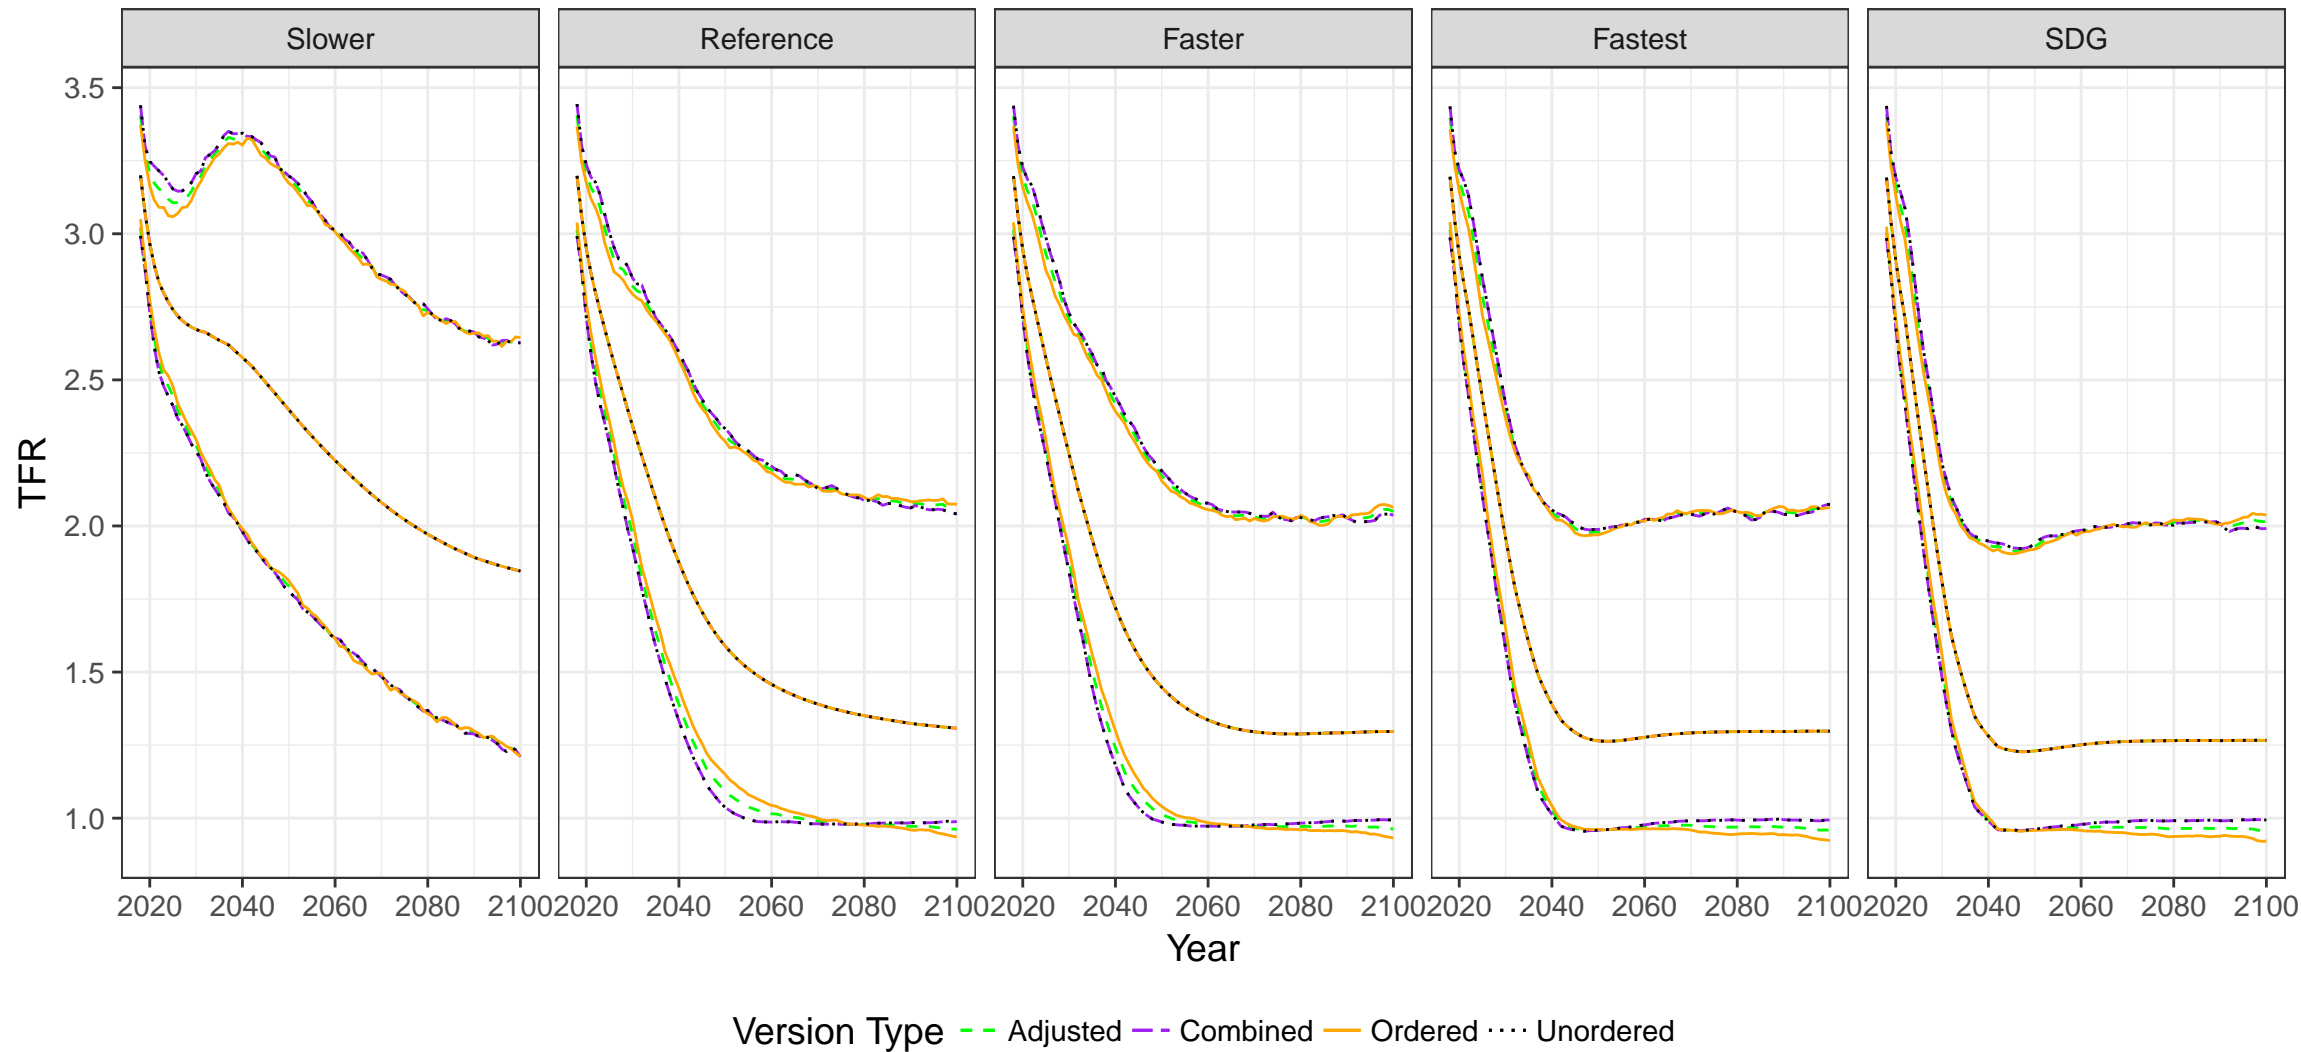 Slower Reference Faster Fastest SDG
3.5
3.0
2.5
2.0
1.5
1.0
TFR
2020 2040 2060 2080 2100 2020 2040 2060 2080 2100 2020 2040 2060 2080 2100 2020 2040 2060 2080 2100 2020 2040 2060 2080 2100
Year
Version Type Adjusted Combined Ordered Unordered